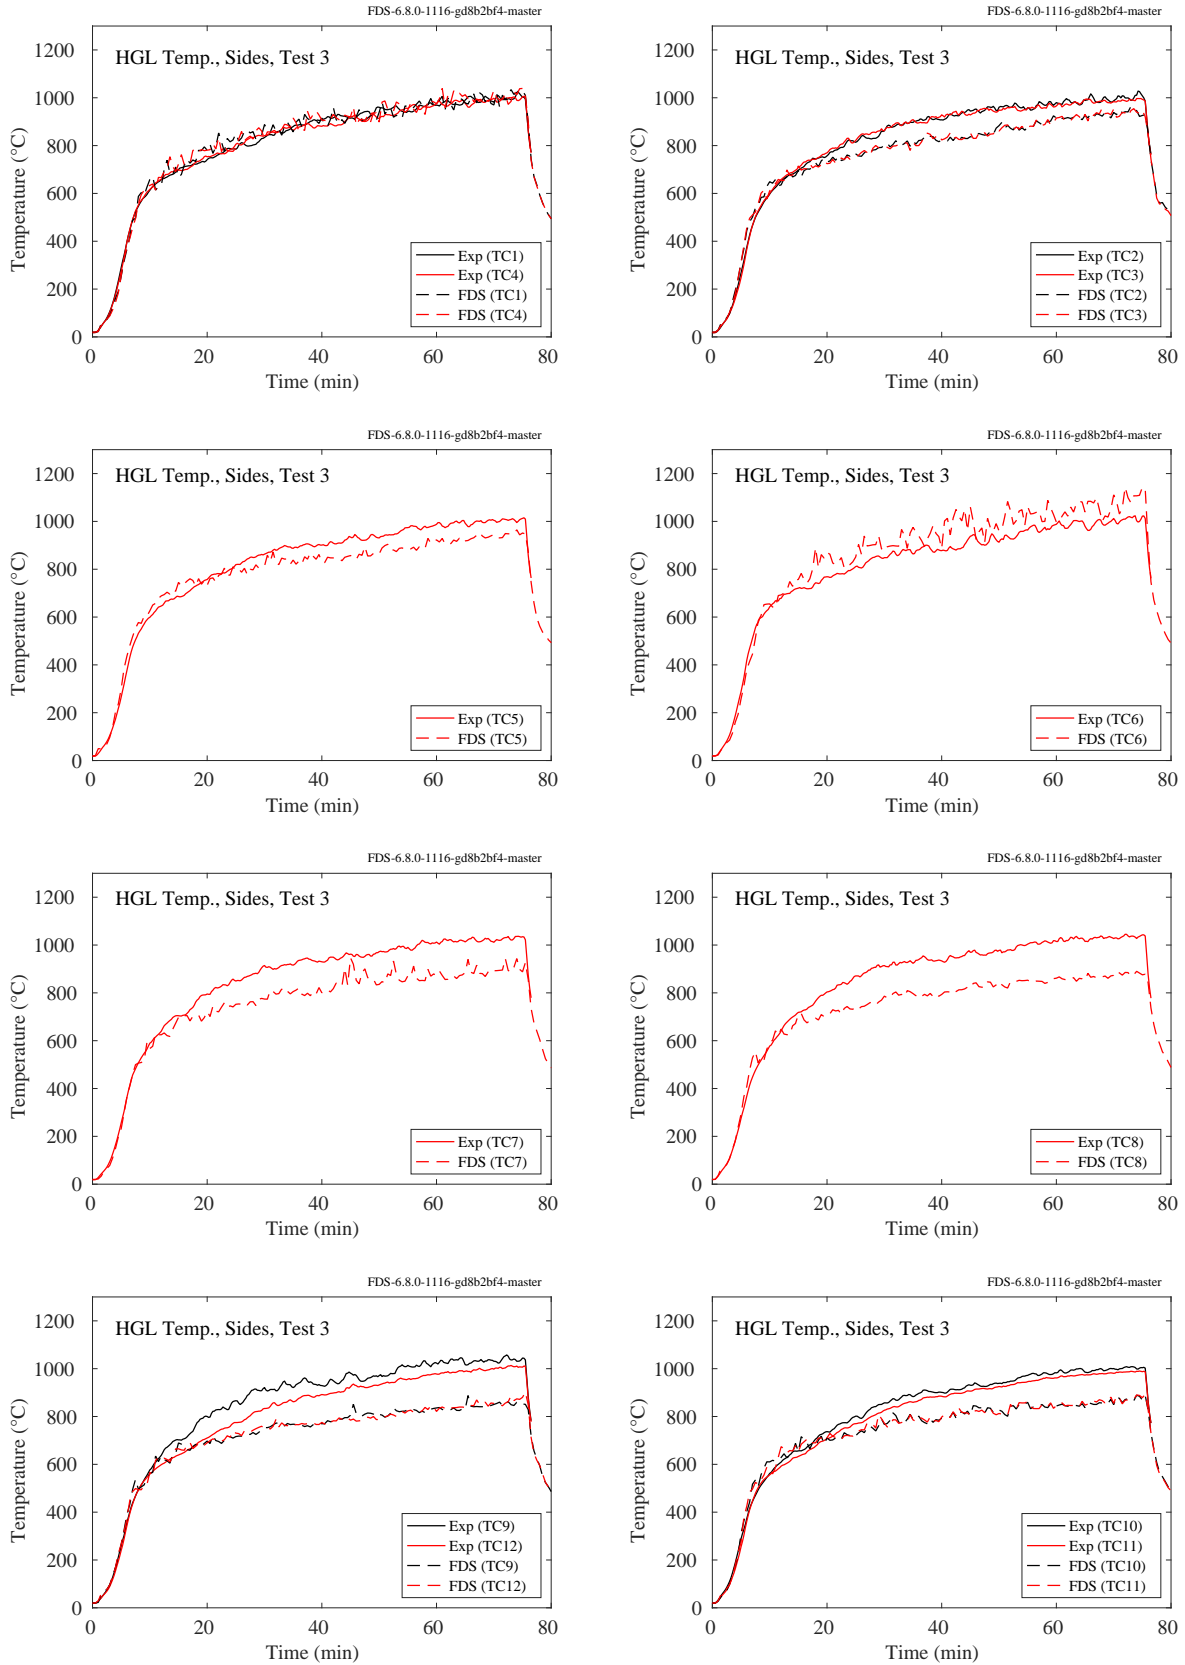 FDS-6.8.0-1116-gd8b2bf4-master
HGL Temp., Sides, Test 3
Temperature (°C)
1200
1000
800
600
400
200
0
Exp (TC1)
Exp (TC4)
FDS (TC1)
FDS (TC4)
0 20 40 60 80
Time (min)
FDS-6.8.0-1116-gd8b2bf4-master
HGL Temp., Sides, Test 3
Temperature (°C)
1200
1000
800
600
400
200
0
Exp (TC2)
Exp (TC3)
FDS (TC2)
FDS (TC3)
0 20 40 60 80
Time (min)
FDS-6.8.0-1116-gd8b2bf4-master
HGL Temp., Sides, Test 3
Temperature (°C)
1200
1000
800
600
400
200
0
Exp (TC5)
FDS (TC5)
0 20 40 60 80
Time (min)
FDS-6.8.0-1116-gd8b2bf4-master
HGL Temp., Sides, Test 3
Temperature (°C)
1200
1000
800
600
400
200
0
Exp (TC6)
FDS (TC6)
0 20 40 60 80
Time (min)
FDS-6.8.0-1116-gd8b2bf4-master
HGL Temp., Sides, Test 3
Temperature (°C)
1200
1000
800
600
400
200
0
Exp (TC7)
FDS (TC7)
0 20 40 60 80
Time (min)
FDS-6.8.0-1116-gd8b2bf4-master
HGL Temp., Sides, Test 3
Temperature (°C)
1200
1000
800
600
400
200
0
Exp (TC8)
FDS (TC8)
0 20 40 60 80
Time (min)
FDS-6.8.0-1116-gd8b2bf4-master
HGL Temp., Sides, Test 3
Temperature (°C)
1200
1000
800
600
400
200
0
Exp (TC9)
Exp (TC12)
FDS (TC9)
FDS (TC12)
0 20 40 60 80
Time (min)
FDS-6.8.0-1116-gd8b2bf4-master
HGL Temp., Sides, Test 3
Temperature (°C)
1200
1000
800
600
400
200
0
Exp (TC10)
Exp (TC11)
FDS (TC10)
FDS (TC11)
0 20 40 60 80
Time (min)